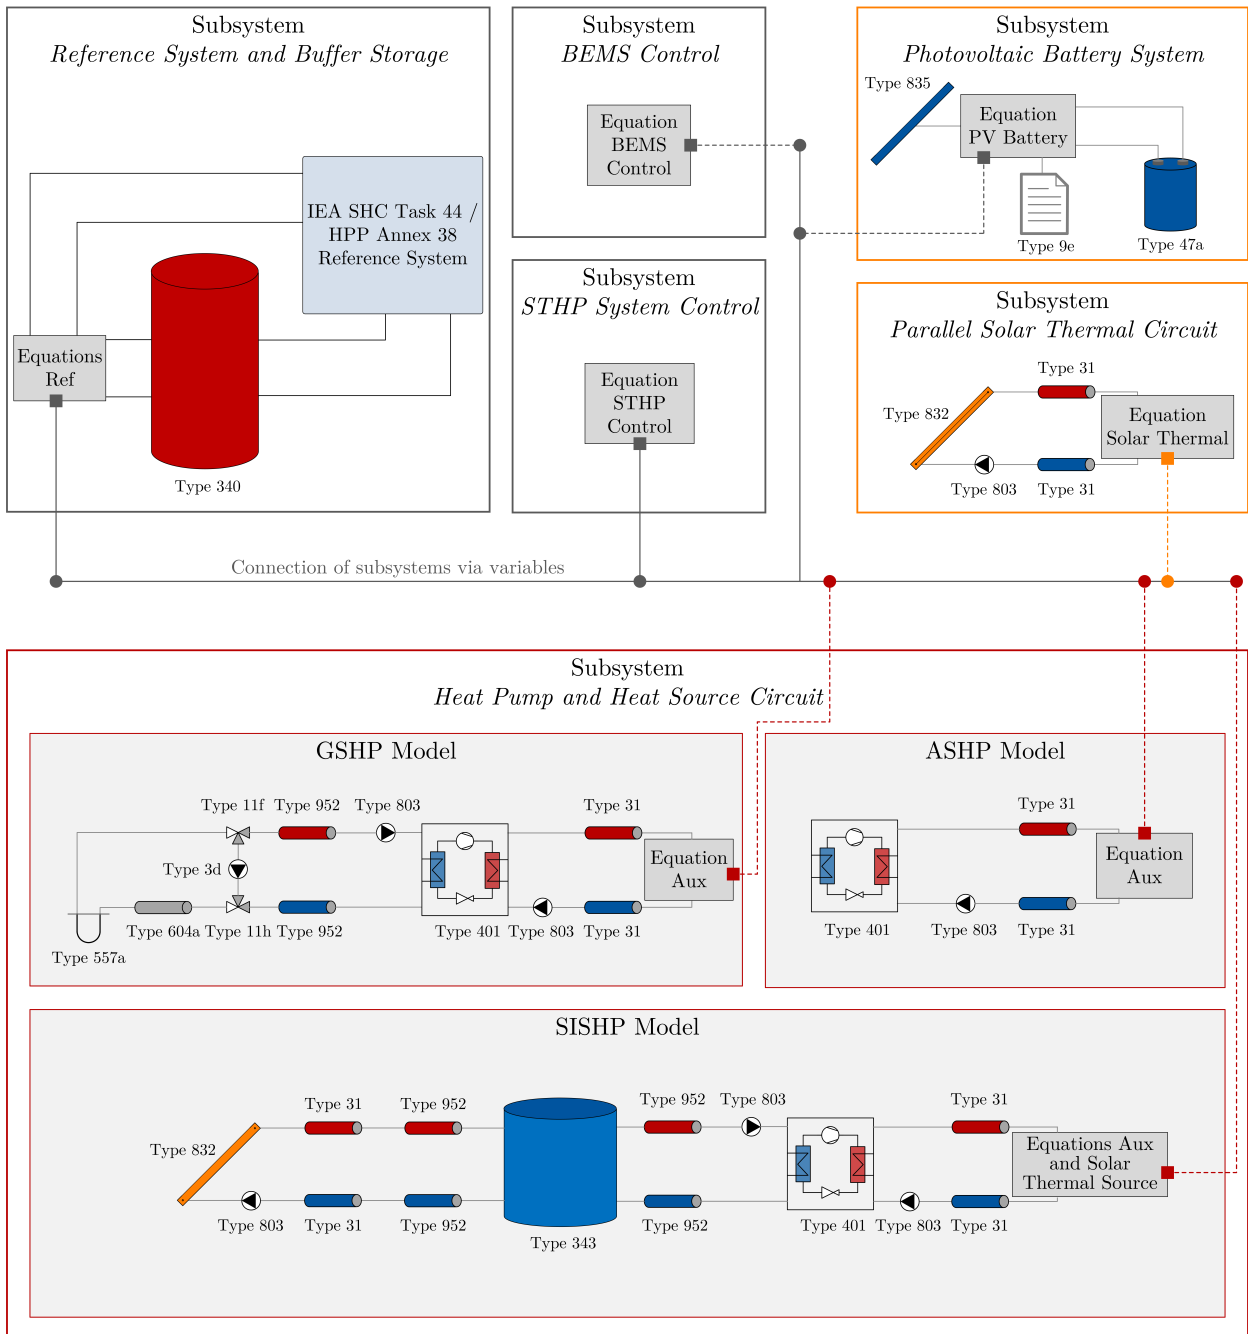 Subsystem
Reference System and Buffer Storage
IEA SHC Task 44 /
HPP Annex 38
Reference System
Equations
Ref
Type 340
Subsystem
BEMS Control
Equation
BEMS
Control
Subsystem
STHP System Control
Equation
STHP
Control
Subsystem
Photovoltaic Battery System
Type 835
Equation
PV Battery
Type 9e
Type 47a
Subsystem
Parallel Solar Thermal Circuit
Type 31
Type 832
Equation
Solar Thermal
Type 803
Type 31
Connection of subsystems via variables
Subsystem
Heat Pump and Heat Source Circuit
GSHP Model
Type 11f
Type 952
Type 803
Type 31
Type 3d
Equation
Aux
Type 604a
Type 11h
Type 952
Type 401
Type 803
Type 31
Type 557a
ASHP Model
Type 31
Equation
Aux
Type 401
Type 803
Type 31
SISHP Model
Type 31
Type 952
Type 952
Type 803
Type 31
Type 832
Equations Aux
and Solar
Thermal Source
Type 803
Type 31
Type 952
Type 343
Type 952
Type 401
Type 803
Type 31